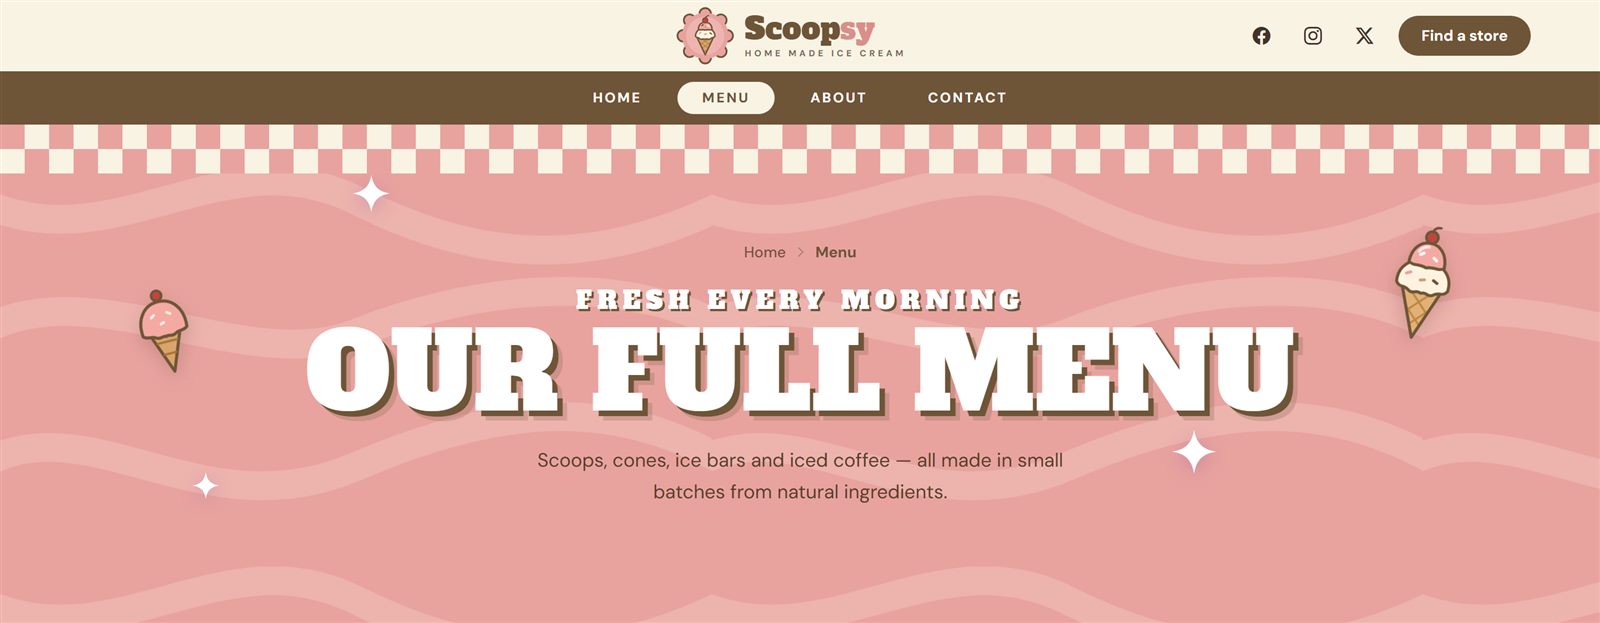 Scoopsy
HOME MADE ICE CREAM
Find a store
HOME MENU ABOUT CONTACT
Home > Menu
FRESH EVERY MORNING
OUR FULL MENU
Scoops, cones, ice bars and iced coffee — all made in small
batches from natural ingredients.